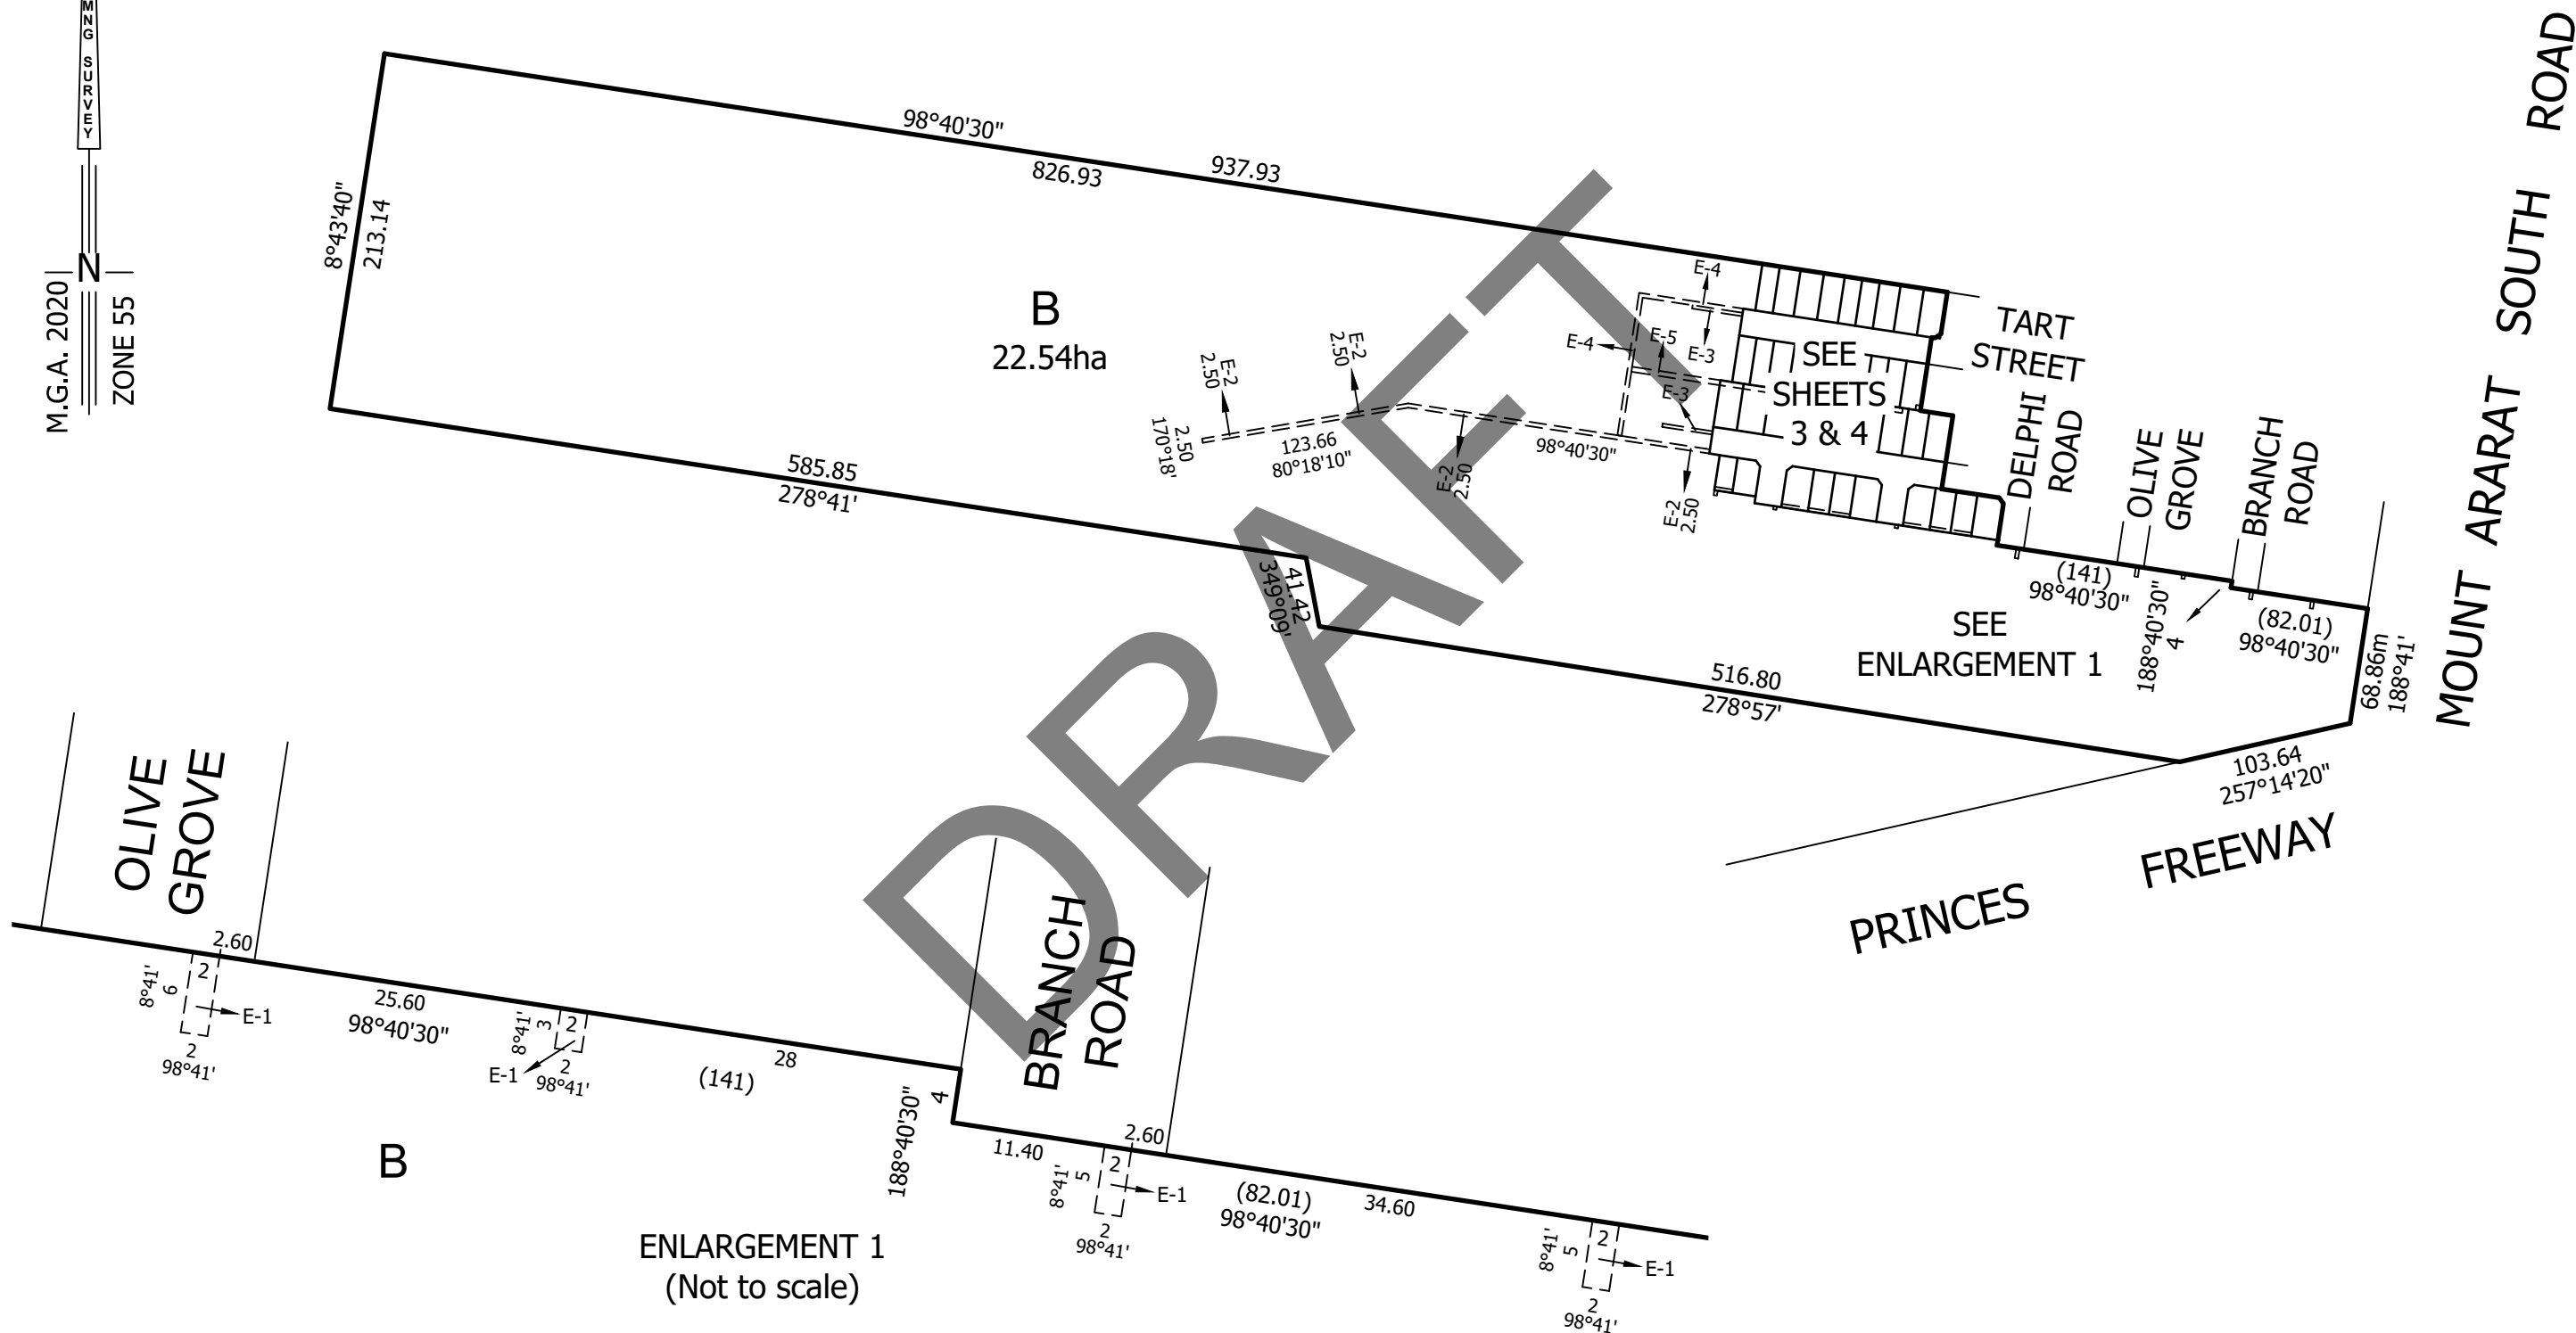 MNG SURVEY
N
M.G.A. 2020
ZONE 55
98°40'30"
937.93
826.93
8°43'40"
213.14
B
22.54ha
585.85
278°41'
41.42
349°09'
516.80
278°57'
103.64
257°14'20"
68.86m
188°41'
E-2
2.50
E-2
2.50
2.50
170°18'
123.66
80°18'10"
E-2
2.50
98°40'30"
E-2
2.50
E-4
E-4
E-5
E-3
E-3
SEE
SHEETS
3 & 4
TART
STREET
DELPHI
ROAD
OLIVE
GROVE
BRANCH
ROAD
MOUNT ARARAT SOUTH ROAD
(141)
98°40'30"
188°40'30"
4
(82.01)
98°40'30"
SEE
ENLARGEMENT 1
PRINCES FREEWAY
DRAFT
OLIVE
GROVE
2.60
2
8°41'
6
E-1
2
98°41'
25.60
98°40'30"
8°41'
3
2
E-1
2
98°41'
28
(141)
188°40'30"
4
BRANCH
ROAD
11.40
2.60
2
8°41'
5
E-1
2
98°41'
(82.01)
98°40'30"
34.60
8°41'
5
2
E-1
2
98°41'
B
ENLARGEMENT 1
(Not to scale)